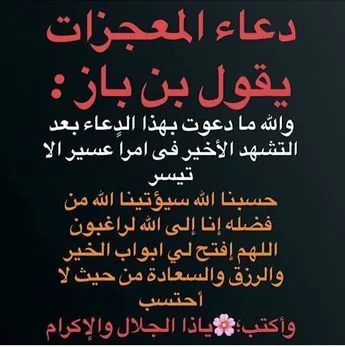 دعاء المعجزات
يقول بن باز :
والله ما دعوت بهذا الدعاء بعد
التشهد الأخير فى امراً عسير الا
تيسر
حسبنا الله سيؤتينا الله من
فضله إنا إلى الله لراغبون
اللهم إفتح لي ابواب الخير
والرزق والسعادة من حيث لا
أحتسب
وأكتب؛🌸ياذا الجلال والإكرام